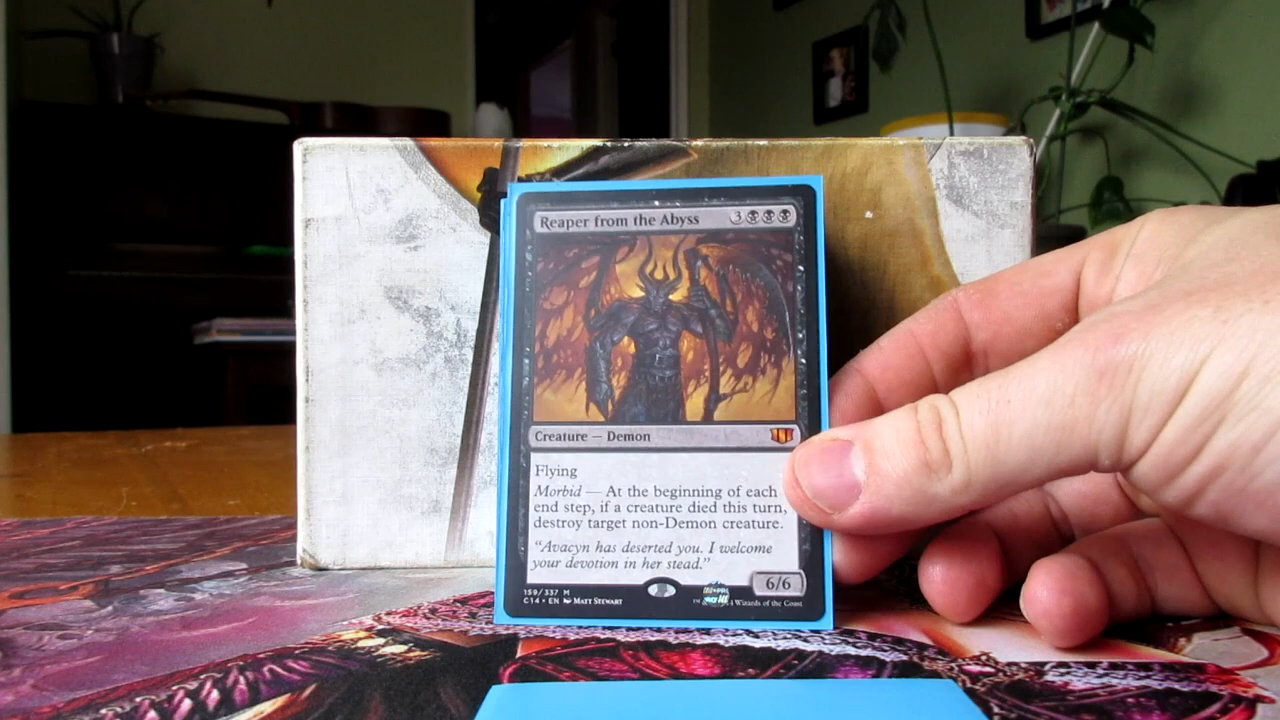 Reaper from the Abyss 3
Creature — Demon
Flying
Morbid — At the beginning of each
end step, if a creature died this turn,
destroy target non-Demon creature.
“Avacyn has deserted you. I welcome
your devotion in her stead.”
6/6
159/337 M
C14 • EN Matt Stewart
Wizards of the Coast